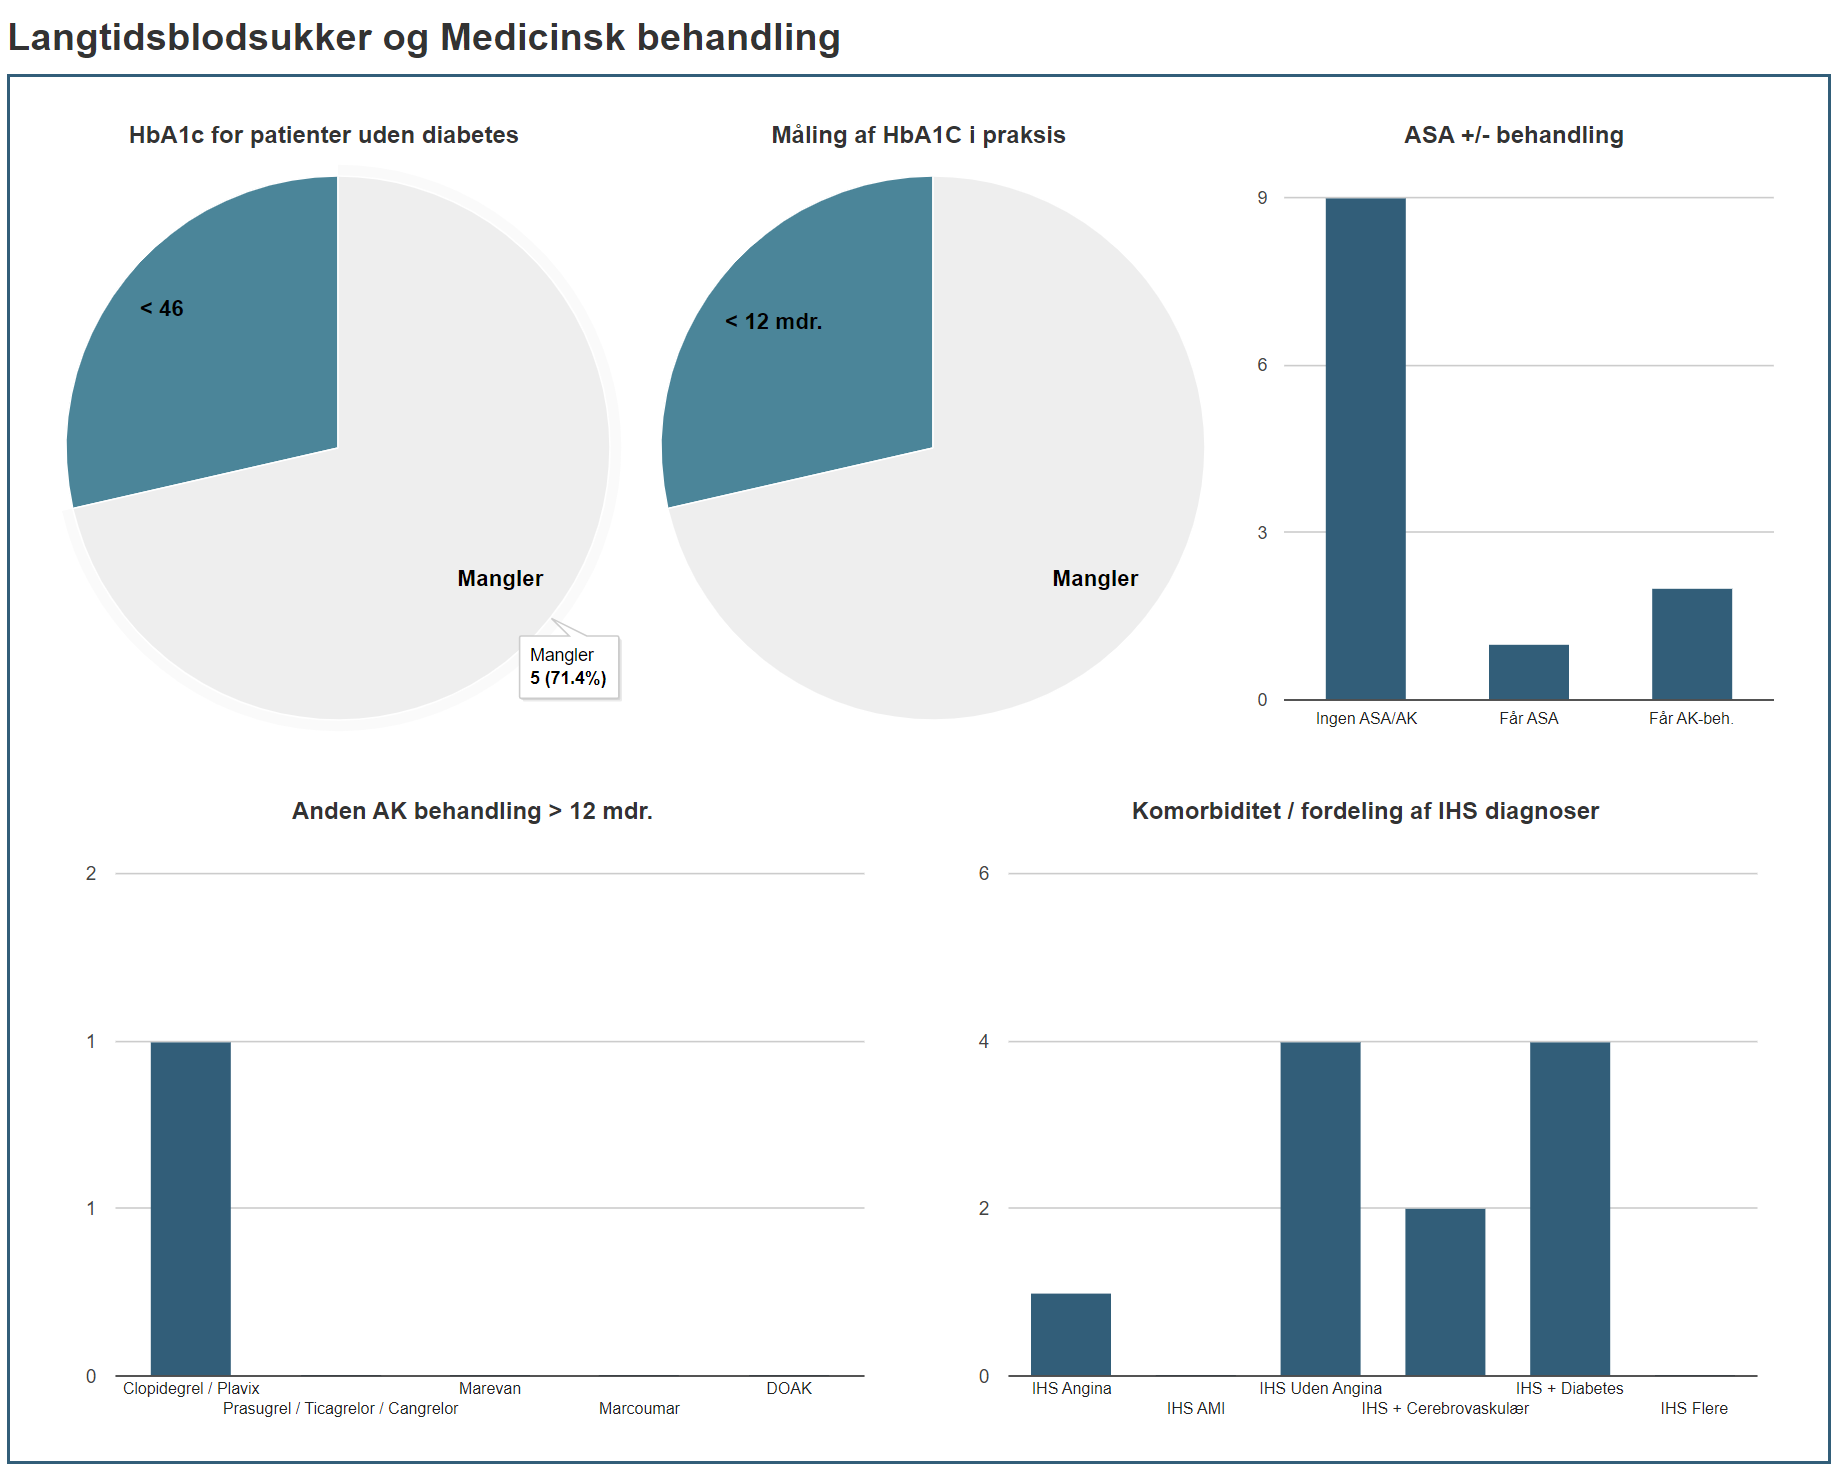 Langtidsblodsukker og Medicinsk behandling
HbA1c for patienter uden diabetes
< 46
Mangler
Mangler
5 (71.4%)
Måling af HbA1C i praksis
< 12 mdr.
Mangler
ASA +/- behandling
9
6
3
0
Ingen ASA/AK
Får ASA
Får AK-beh.
Anden AK behandling > 12 mdr.
2
1
1
0
Clopidegrel / Plavix
Prasugrel / Ticagrelor / Cangrelor
Marevan
Marcoumar
DOAK
Komorbiditet / fordeling af IHS diagnoser
6
4
2
0
IHS Angina
IHS AMI
IHS Uden Angina
IHS + Cerebrovaskulær
IHS + Diabetes
IHS Flere